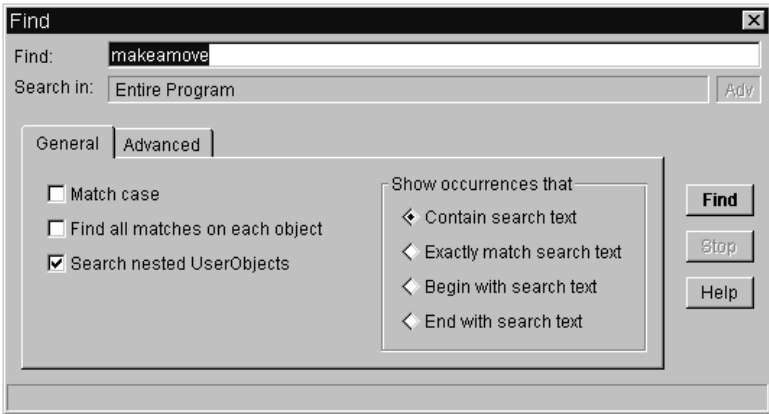 Find
Find: makeamove
Search in: Entire Program Adv
General Advanced
Match case
Find all matches on each object
Search nested UserObjects
Show occurrences that
Contain search text
Exactly match search text
Begin with search text
End with search text
Find
Stop
Help